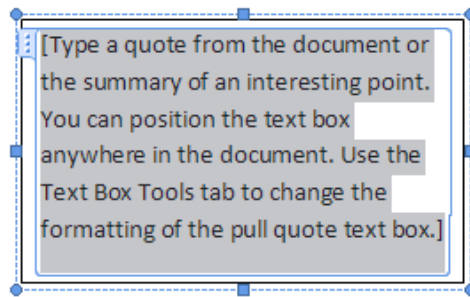 [Type a quote from the document or
the summary of an interesting point.
You can position the text box
anywhere in the document. Use the
Text Box Tools tab to change the
formatting of the pull quote text box.]